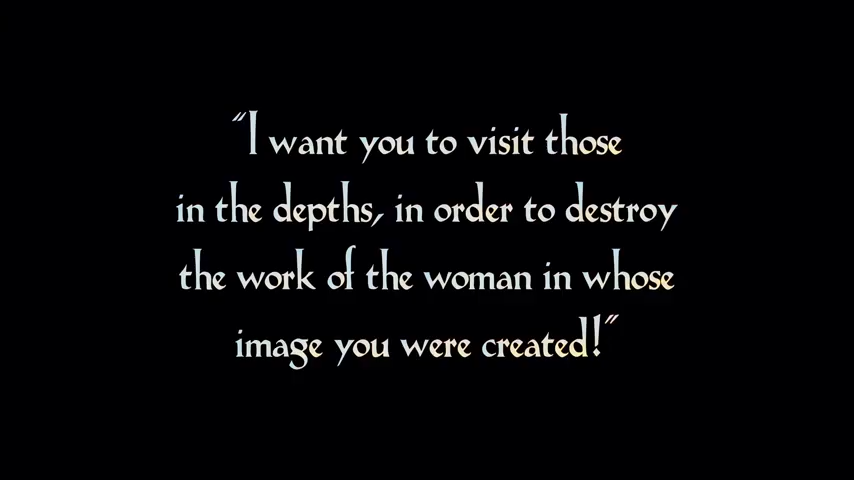 "I want you to visit those
in the depths, in order to destroy
the work of the woman in whose
image you were created!"